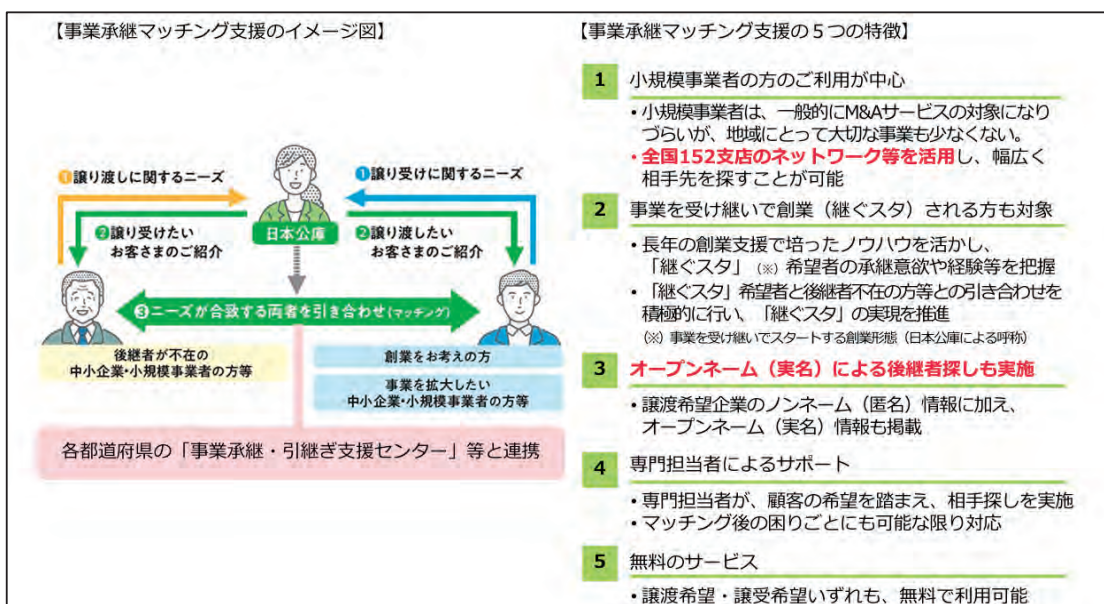 【事業承継マッチング支援のイメージ図】
❶譲り渡しに関するニーズ
❶譲り受けに関するニーズ
❷譲り受けたい
お客さまのご紹介
日本公庫
❷譲り渡したい
お客さまのご紹介
❸ニーズが合致する両者を引き合わせ(マッチング)
後継者が不在の
中小企業・小規模事業者の方等
創業をお考えの方
事業を拡大したい
中小企業・小規模事業者の方等
各都道府県の「事業承継・引継ぎ支援センター」等と連携
【事業承継マッチング支援の5つの特徴】
1 小規模事業者の方のご利用が中心
・小規模事業者は、一般的にM&Aサービスの対象になり
づらいが、地域にとって大切な事業も少なくない。
・全国152支店のネットワーク等を活用し、幅広く
相手先を探すことが可能
2 事業を受け継いで創業（継ぐスタ）される方も対象
・長年の創業支援で培ったノウハウを活かし、
「継ぐスタ」（※）希望者の承継意欲や経験等を把握
・「継ぐスタ」希望者と後継者不在の方等との引き合わせを
積極的に行い、「継ぐスタ」の実現を推進
（※）事業を受け継いでスタートする創業形態（日本公庫による呼称）
3 オープンネーム（実名）による後継者探しも実施
・譲渡希望企業のノンネーム（匿名）情報に加え、
オープンネーム（実名）情報も掲載
4 専門担当者によるサポート
・専門担当者が、顧客の希望を踏まえ、相手探しを実施
・マッチング後の困りごとにも可能な限り対応
5 無料のサービス
・譲渡希望・譲受希望いずれも、無料で利用可能